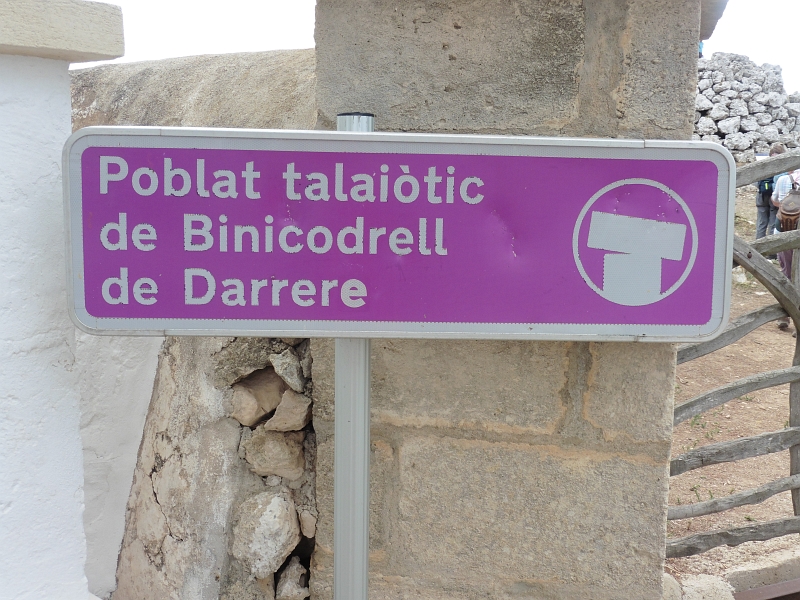 Poblat talaiòtic
de Binicodrell
de Darrere